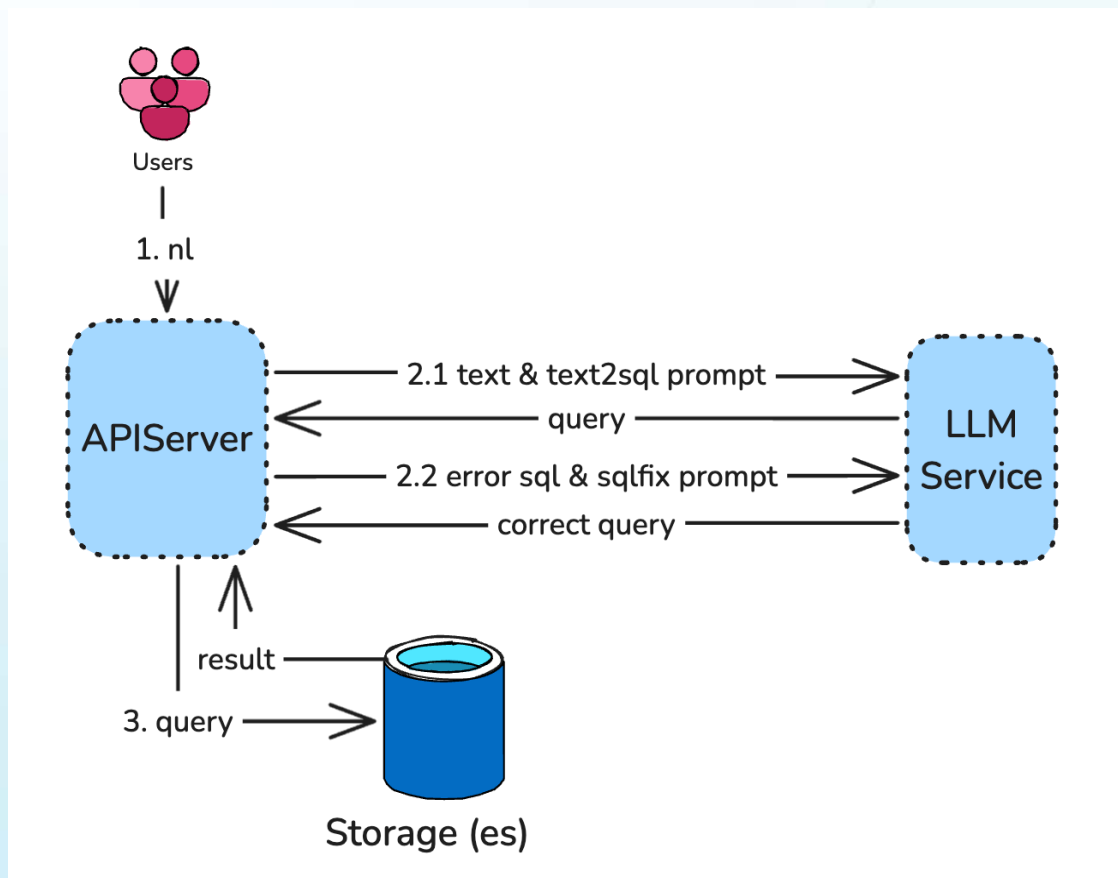 Users
1. nl
2.1 text & text2sql prompt
query
APIServer
LLM
Service
2.2 error sql & sqlfix prompt
correct query
result
3. query
Storage (es)